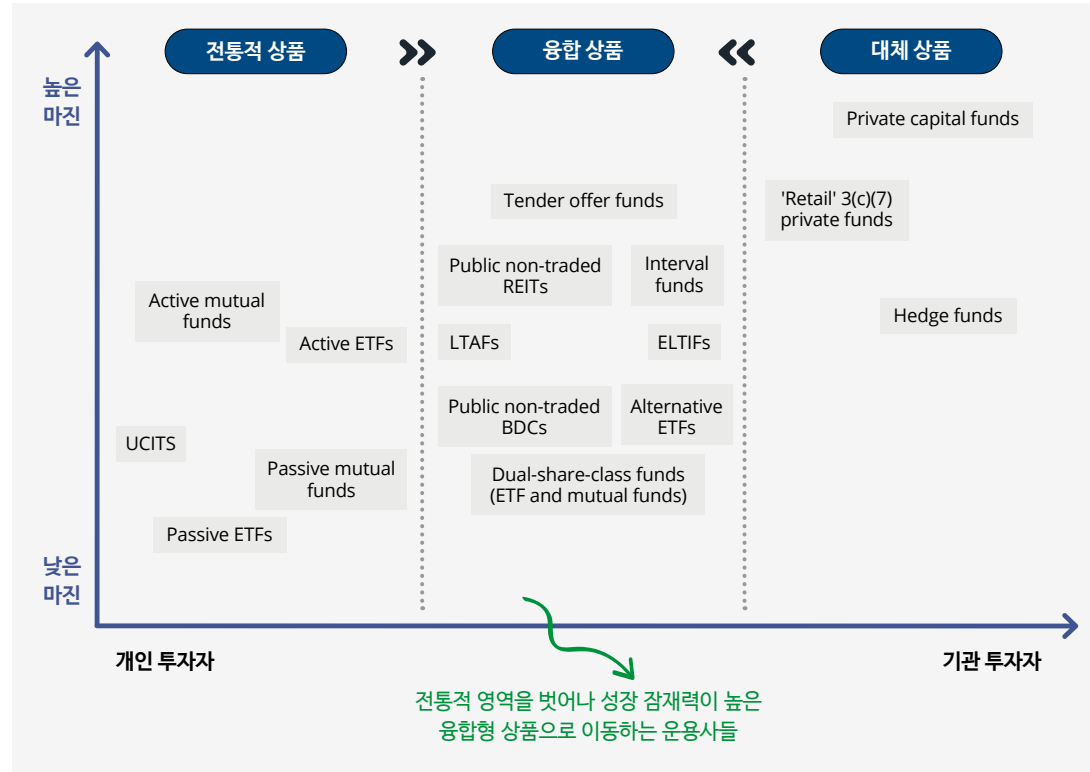 전통적 상품
융합 상품
대체 상품
높은
마진
Private capital funds
Tender offer funds
'Retail' 3(c)(7)
private funds
Public non-traded
REITs
Interval
funds
Active mutual
funds
Hedge funds
Active ETFs
LTAFs
ELTIFs
Public non-traded
BDCs
Alternative
ETFs
UCITS
Passive mutual
funds
Dual-share-class funds
(ETF and mutual funds)
Passive ETFs
낮은
마진
개인 투자자
기관 투자자
전통적 영역을 벗어나 성장 잠재력이 높은
융합형 상품으로 이동하는 운용사들